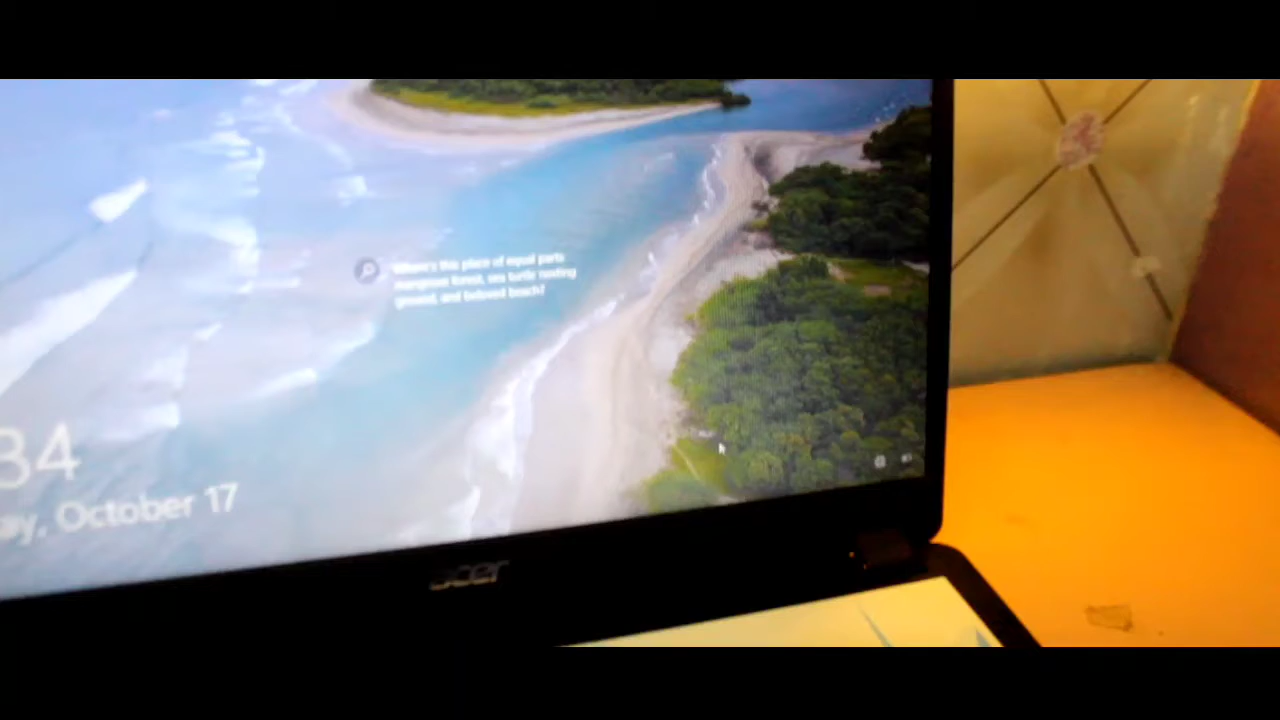 Where's this place of equal parts
mangrove forest, sea turtle nesting
ground, and beloved beach?
34
ay, October 17
acer